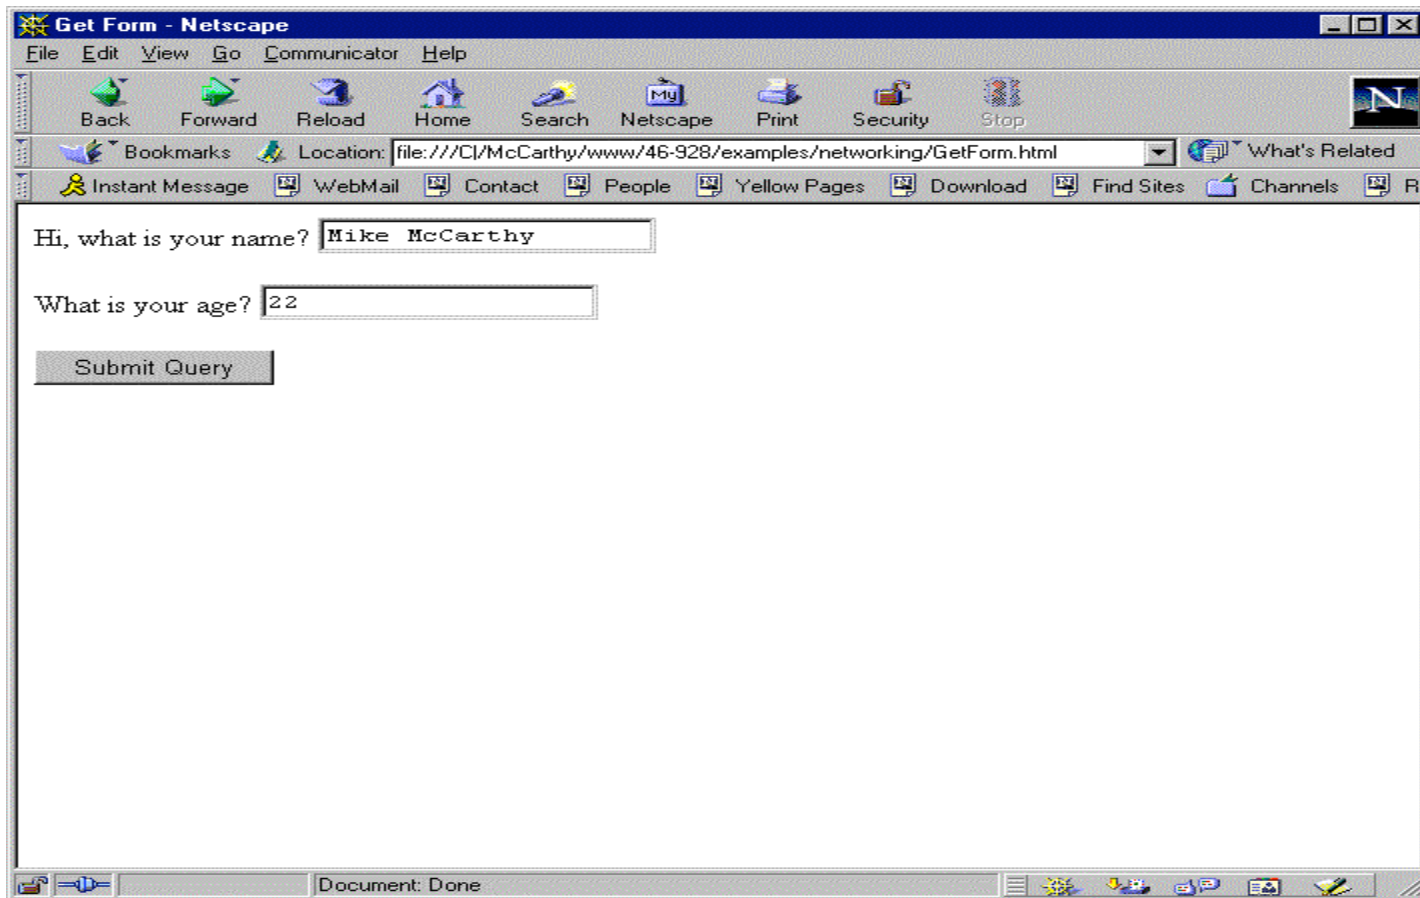 Get Form - Netscape
File Edit View Go Communicator Help
Back Forward Reload Home Search Netscape Print Security Stop
My
N
Bookmarks Location: file:///C|/McCarthy/www/46-928/examples/networking/GetForm.html What's Related
Instant Message WebMail Contact People Yellow Pages Download Find Sites Channels R
Hi, what is your name? Mike McCarthy
What is your age? 22
Submit Query
Document: Done